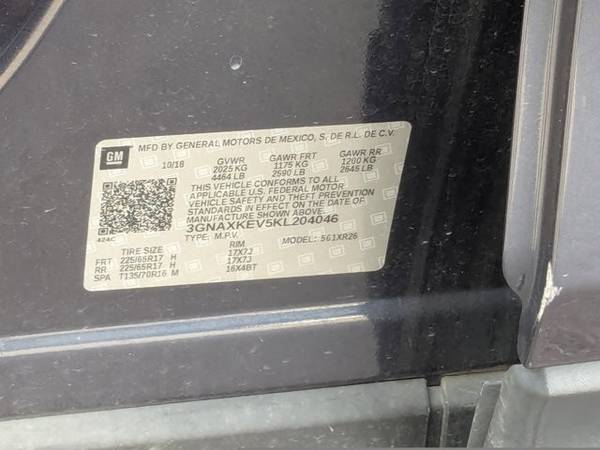 MFD BY GENERAL MOTORS DE MEXICO, S. DE R.L. DE C.V.
GM
10/18 GVWR GAWR FRT GAWR RR
2025 KG 1175 KG 1200 KG
4464 LB 2590 LB 2645 LB
THIS VEHICLE CONFORMS TO ALL
APPLICABLE U.S. FEDERAL MOTOR
VEHICLE SAFETY AND THEFT PREVENTION
STANDARDS IN EFFECT ON THE DATE OF
MANUFACTURE SHOWN ABOVE.
3GNAXKEV5KL204046
424C
TYPE: M.P.V. MODEL: 561XR26
TIRE SIZE RIM
FRT 225/65R17 H 17X7J
RR 225/65R17 H 17X7J
SPA T135/70R16 M 16X4BT